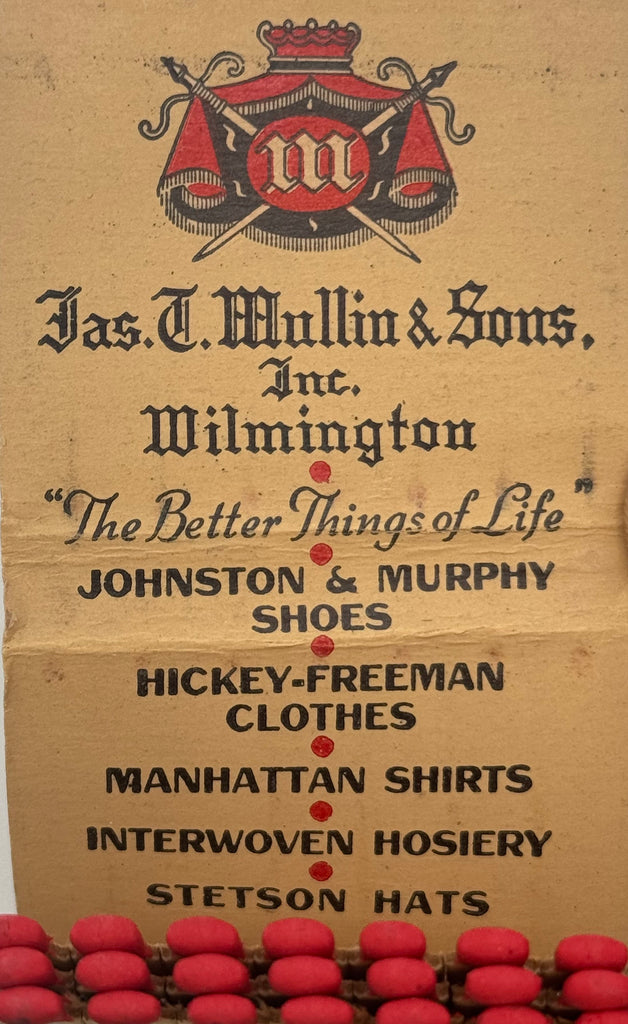 m
Jas. T. Mullin & Sons,
Inc.
Wilmington
"The Better Things of Life"
JOHNSTON & MURPHY
SHOES
HICKEY-FREEMAN
CLOTHES
MANHATTAN SHIRTS
INTERWOVEN HOSIERY
STETSON HATS